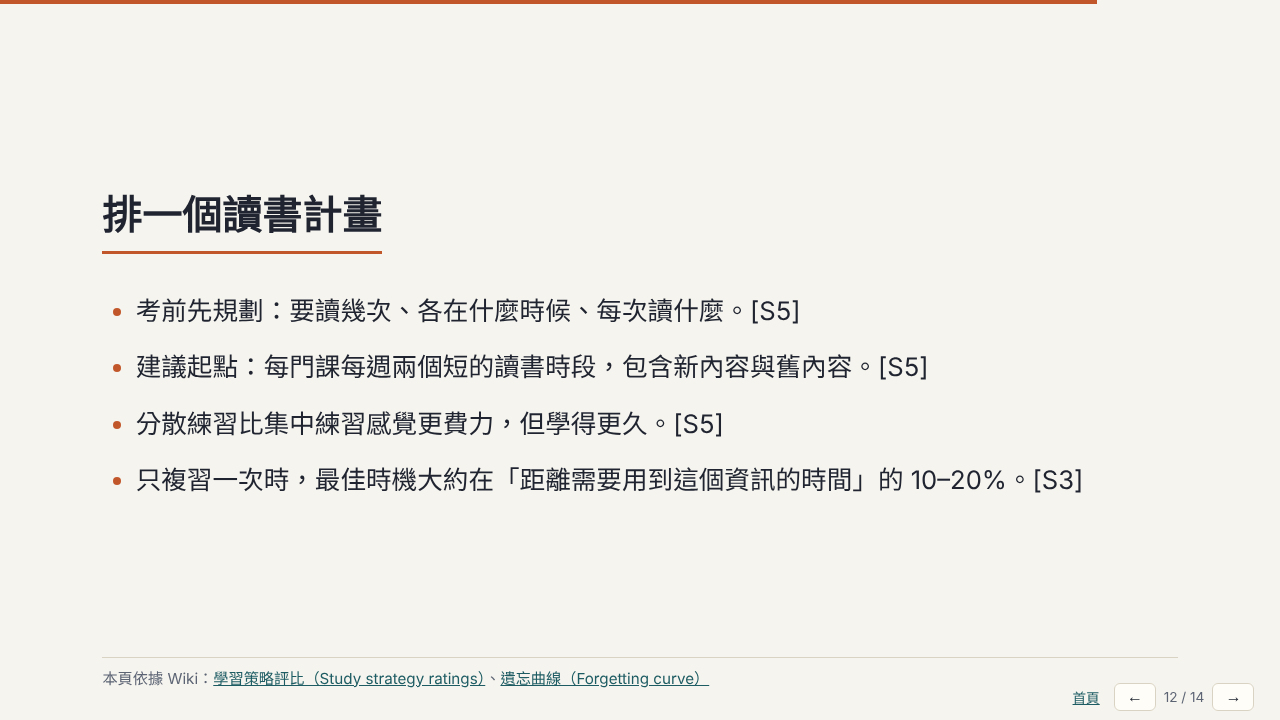 排一個讀書計畫
考前先規劃：要讀幾次、各在什麼時候、每次讀什麼。[S5]
建議起點：每門課每週兩個短的讀書時段，包含新內容與舊內容。[S5]
分散練習比集中練習感覺更費力，但學得更久。[S5]
只複習一次時，最佳時機大約在「距離需要用到這個資訊的時間」的 10–20%。[S3]
本頁依據 Wiki：學習策略評比（Study strategy ratings）、遺忘曲線（Forgetting curve）
首頁 ← 12 / 14 →